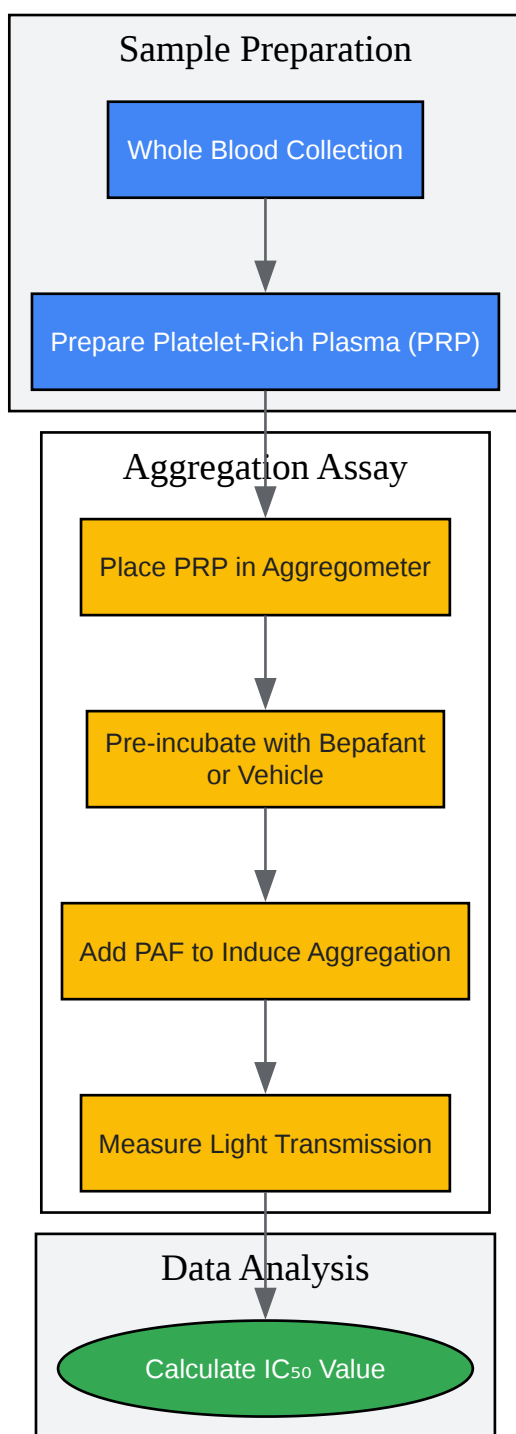 Sample Preparation
Whole Blood Collection
Prepare Platelet-Rich Plasma (PRP)
Aggregation Assay
Place PRP in Aggregometer
Pre-incubate with Bepafant
or Vehicle
Add PAF to Induce Aggregation
Measure Light Transmission
Data Analysis
Calculate IC₅₀ Value